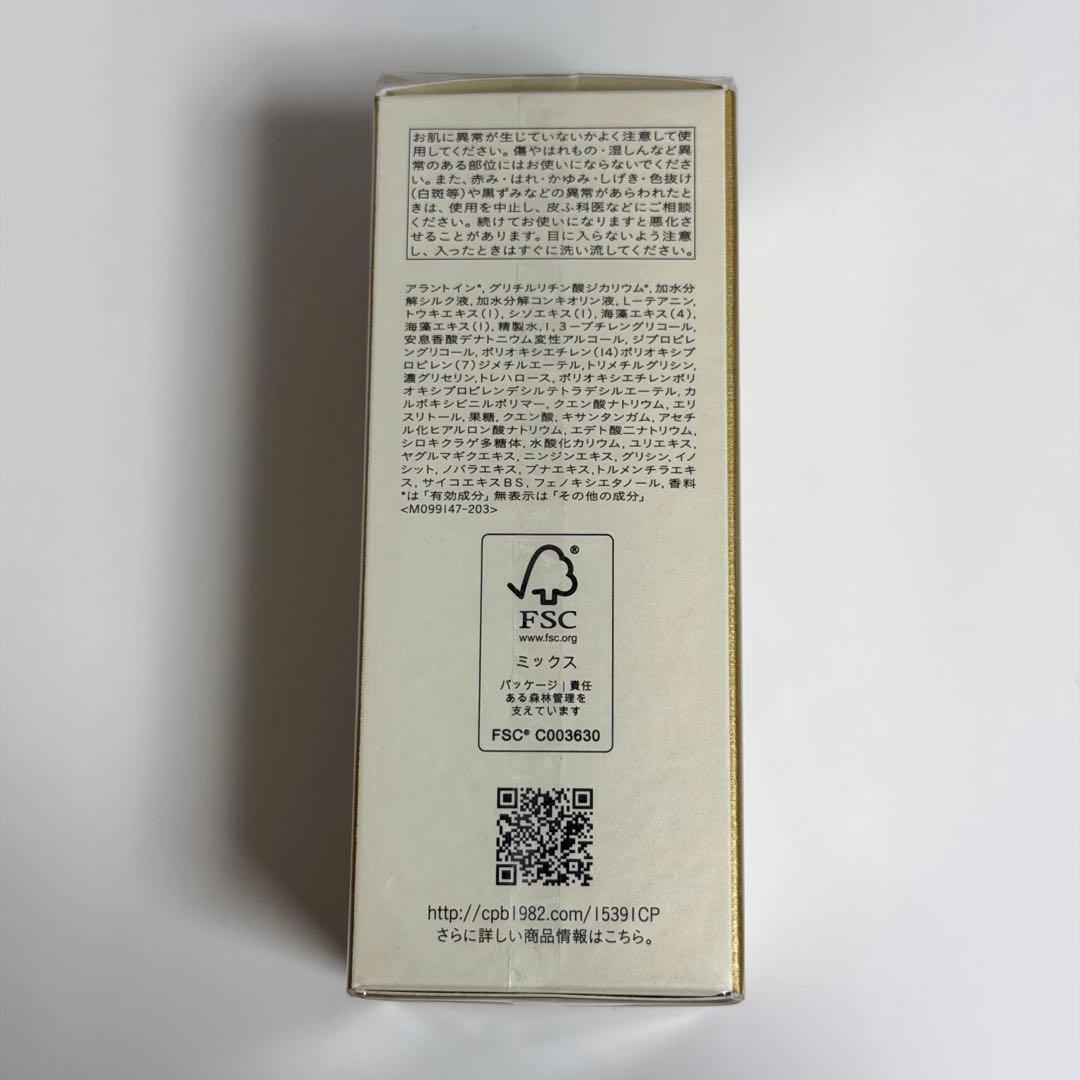 お肌に異常が生じていないかよく注意して使
用してください。傷やはれもの・湿しんなど異
常のある部位にはお使いにならないでくださ
い。また、赤み・はれ・かゆみ・しげき・色抜け
(白斑等)や黒ずみなどの異常があらわれたと
きは、使用を中止し、皮ふ科医などにご相談
ください。続けてお使いになりますと悪化さ
せることがあります。目に入らないよう注意
し、入ったときはすぐに洗い流してください。
アラントイン*, グリチルリチン酸ジカリウム*, 加水分
解シルク液, 加水分解コンキオリン液, L-テアニン,
トウキエキス(1), シソエキス(1), 海藻エキス(4),
海藻エキス(1), 精製水, 1, 3-ブチレングリコール,
安息香酸デナトニウム変性アルコール, ジプロピレ
ングリコール, ポリオキシエチレン(14)ポリオキシプ
ロピレン(7)ジメチルエーテル, トリメチルグリシン,
濃グリセリン, トレハロース, ポリオキシエチレンポリ
オキシプロピレンデシルテトラデシルエーテル, カ
ルボキシビニルポリマー, クエン酸ナトリウム, エリ
スリトール, 果糖, クエン酸, キサンタンガム, アセチ
ル化ヒアルロン酸ナトリウム, エデト酸二ナトリウム,
シロキクラゲ多糖体, 水酸化カリウム, ユリエキス,
ヤグルマギクエキス, ニンジンエキス, グリシン, イノ
シット, ノバラエキス, ブナエキス, トルメンチラエキ
ス, サイコエキスBS, フェノキシエタノール, 香料
*は「有効成分」無表示は「その他の成分」
<M099147-203>
®
FSC
www.fsc.org
ミックス
パッケージ | 責任
ある森林管理を
支えています
FSC® C003630
http://cpb1982.com/15391CP
さらに詳しい商品情報はこちら。